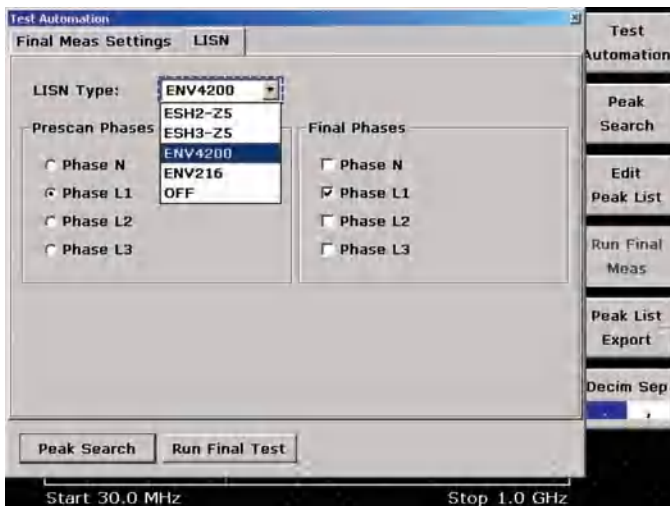 Test Automation
Final Meas Settings
LISN
LISN Type:
ENV4200
ESH2-Z5
ESH3-Z5
ENV4200
ENV216
OFF
Prescan Phases
Phase N
Phase L1
Phase L2
Phase L3
Final Phases
Phase N
Phase L1
Phase L2
Phase L3
Peak Search
Run Final Test
Start 30.0 MHz
Stop 1.0 GHz
Test
Automation
Peak
Search
Edit
Peak List
Run Final
Meas
Peak List
Export
Decim Sep
. ,